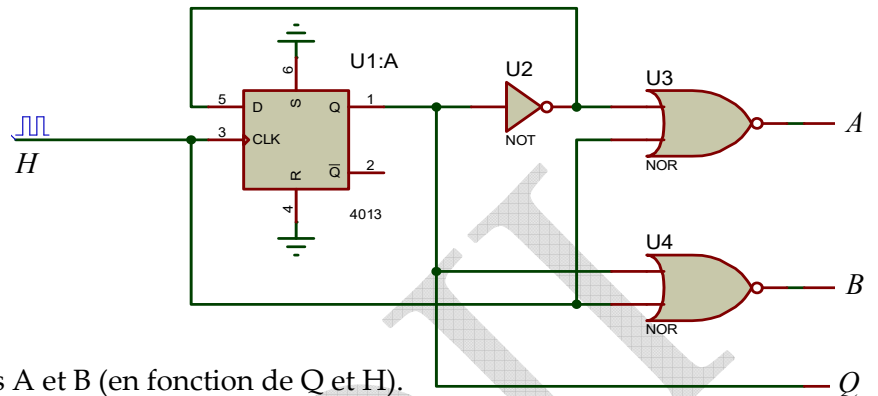 U1:A
6
U2
U3
5
D
S
Q
1
A
3
CLK
NOT
H
R
Q
2
NOR
4
4013
U4
B
NOR
s A et B (en fonction de Q et H).
Q